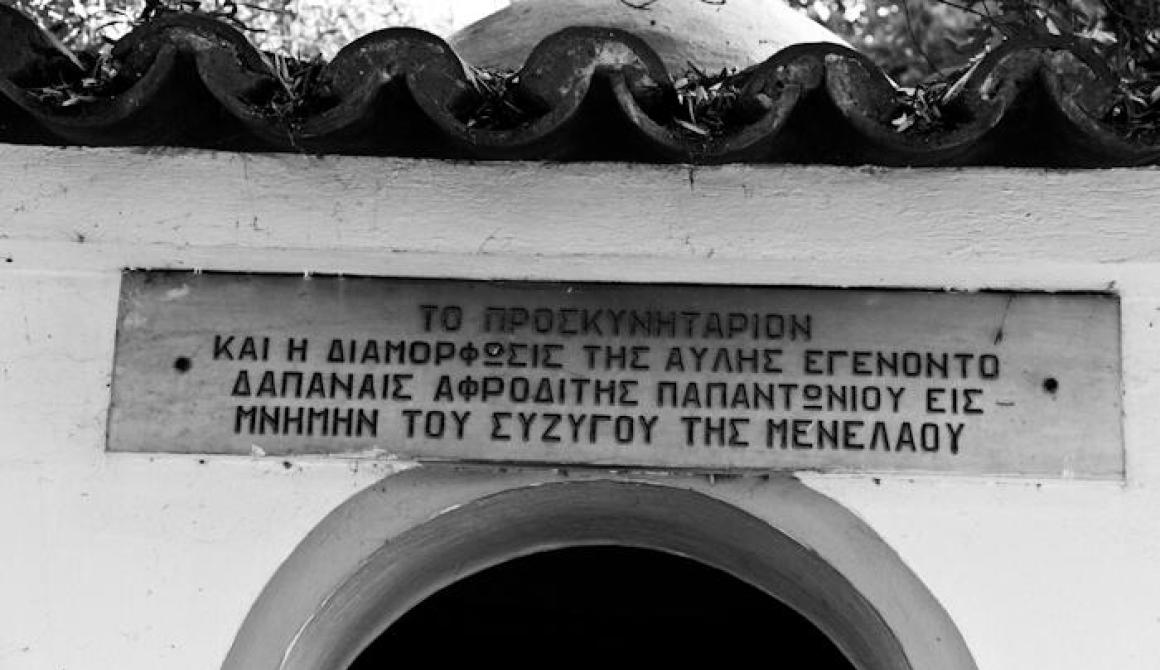 ΤΟ ΠΡΟΣΚΥΝΗΤΑΡΙΟΝ
ΚΑΙ Η ΔΙΑΜΟΡΦΩΣΙΣ ΤΗΣ ΑΥΛΗΣ ΕΓΕΝΟΝΤΟ
ΔΑΠΑΝΑΙΣ ΑΦΡΟΔΙΤΗΣ ΠΑΠΑΝΤΩΝΙΟΥ ΕΙΣ –
ΜΝΗΜΗΝ ΤΟΥ ΣΥΖΥΓΟΥ ΤΗΣ ΜΕΝΕΛΑΟΥ